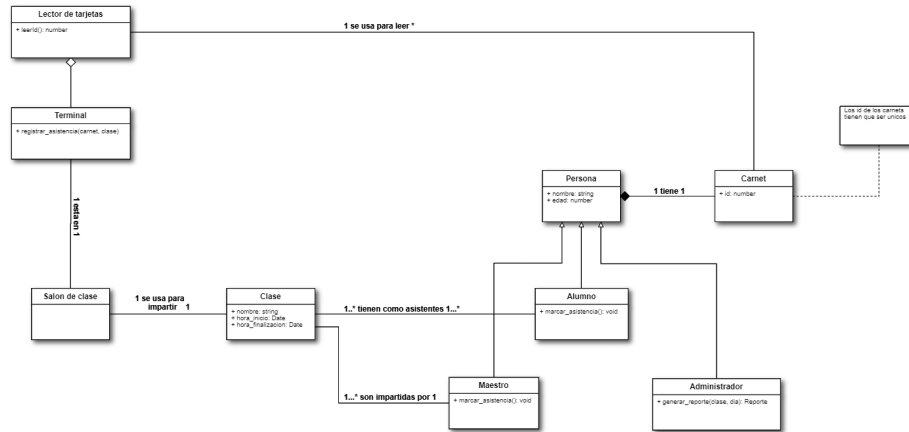 Lector de tarjetas
+ leerId(): number
1 se usa para leer *
Terminal
+ registrar_asistencia(carnet, clase)
Los id de los carnets
tienen que ser unicos
Persona
+ nombre: string
+ edad: number
1 tiene 1
Carnet
+ id: number
1 esta en 1
Salon de clase
1 se usa para
impartir 1
Clase
+ nombre: string
+ hora_inicio: Date
+ hora_finalizacion: Date
1..* tienen como asistentes 1...*
Alumno
+ marcar_asistencia(): void
1...* son impartidas por 1
Maestro
+ marcar_asistencia(): void
Administrador
+ generar_reporte(clase, dia): Reporte